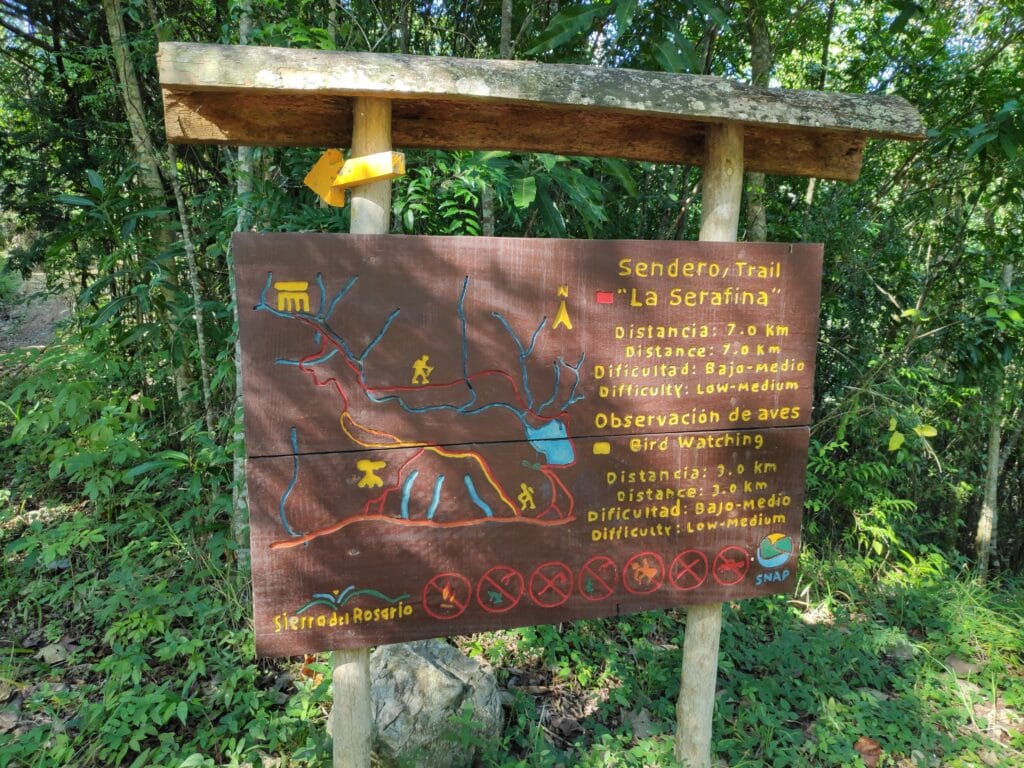 N
Sendero/Trail
"La Serafina"
Distancia: 7.0 Km
Distance: 7.0 Km
Dificultad: Bajo-Medio
Difficulty: Low-Medium
Observación de aves
Bird Watching
Distancia: 3.0 Km
Distance: 3.0 Km
Dificultad: Bajo-Medio
Difficulty: Low-Medium
Sierra del Rosario
SNAP